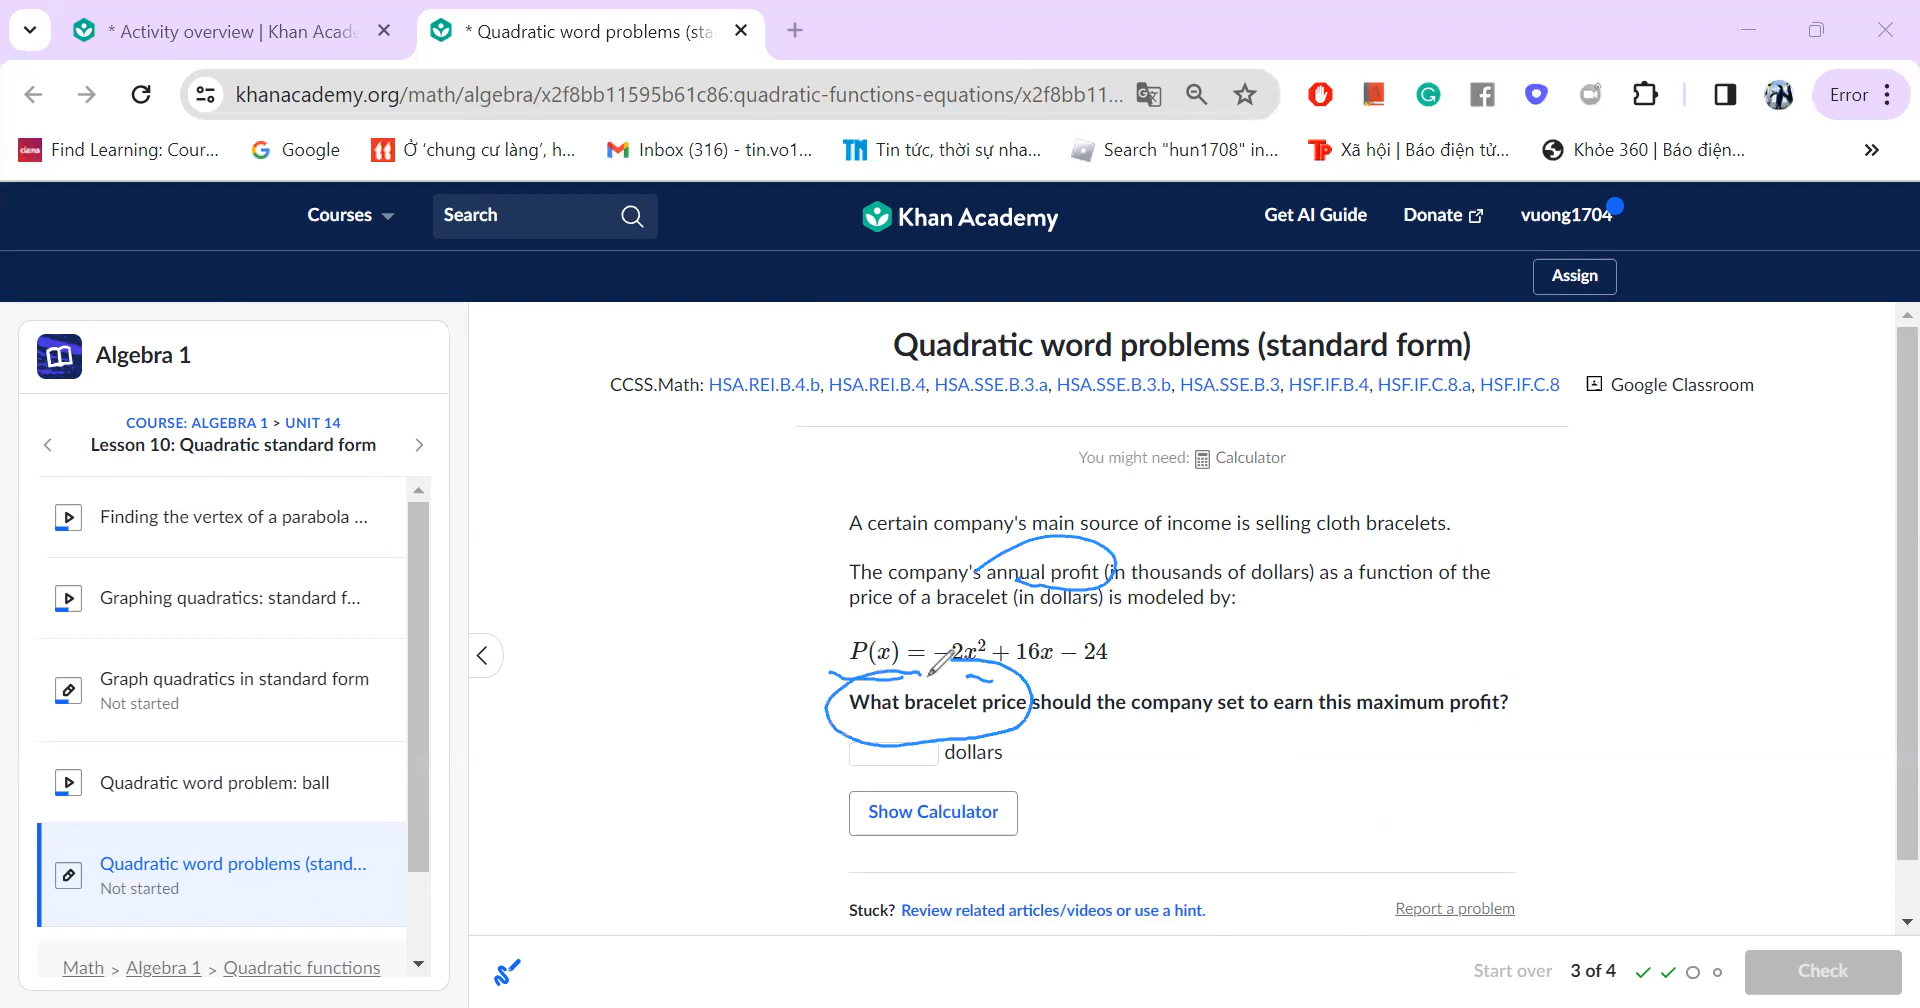 * Activity overview | Khan Acade
* Quadratic word problems (sta
khanacademy.org/math/algebra/x2f8bb11595b61c86:quadratic-functions-equations/x2f8bb11...
Error
Find Learning: Cour...
Google
Ở 'chung cư làng', h...
Inbox (316) - tin.vo1...
TN Tin tức, thời sự nha...
Search "hun1708" in...
Xã hội | Báo điện tử...
Khỏe 360 | Báo điện...
Courses
Search
Khan Academy
Get AI Guide
Donate
vuong1704
Assign
Algebra 1
COURSE: ALGEBRA 1 > UNIT 14
Lesson 10: Quadratic standard form
Finding the vertex of a parabola ...
Graphing quadratics: standard f...
Graph quadratics in standard form
Not started
Quadratic word problem: ball
Quadratic word problems (stand...
Not started
Math > Algebra 1 > Quadratic functions
Quadratic word problems (standard form)
CCSS.Math: HSA.REI.B.4.b, HSA.REI.B.4, HSA.SSE.B.3.a, HSA.SSE.B.3.b, HSA.SSE.B.3, HSF.IF.B.4, HSF.IF.C.8.a, HSF.IF.C.8
Google Classroom
You might need: Calculator
A certain company's main source of income is selling cloth bracelets.
The company's annual profit (in thousands of dollars) as a function of the
price of a bracelet (in dollars) is modeled by:
P(x) = −2x² + 16x − 24
What bracelet price should the company set to earn this maximum profit?
dollars
Show Calculator
Stuck? Review related articles/videos or use a hint.
Report a problem
Start over
3 of 4
Check